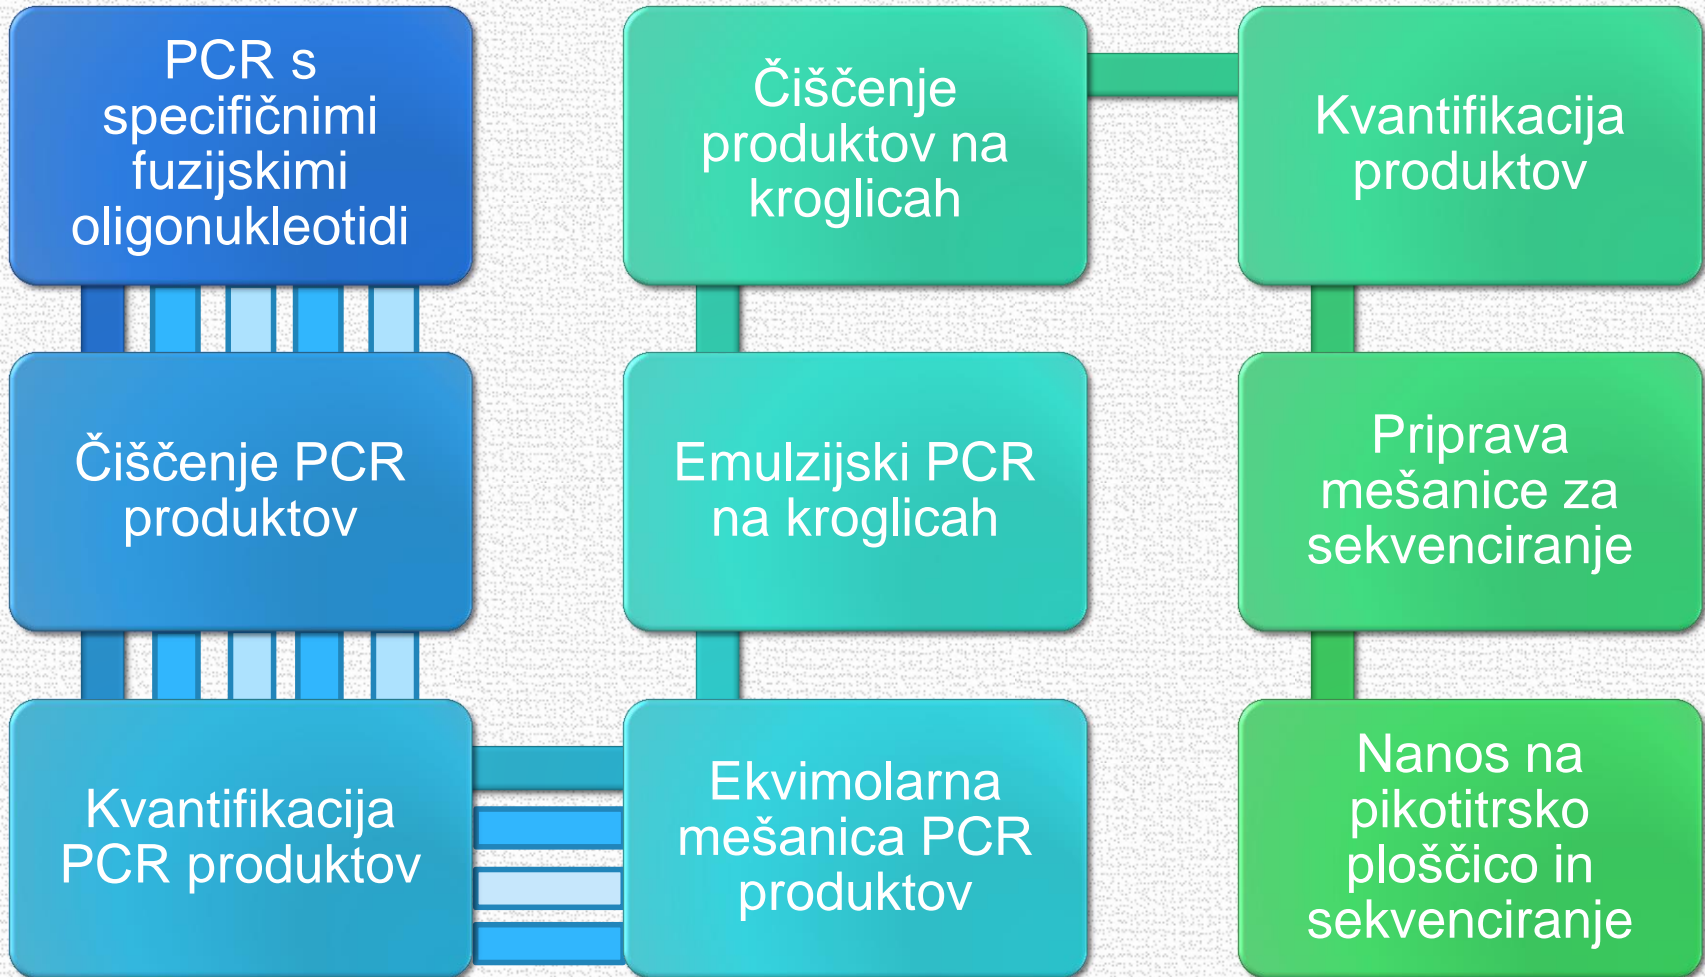 PCR s
specifičnimi
fuzijskimi
oligonukleotidi
Čiščenje PCR
produktov
Kvantifikacija
PCR produktov
Ekvimolarna
mešanica PCR
produktov
Emulzijski PCR
na kroglicah
Čiščenje
produktov na
kroglicah
Kvantifikacija
produktov
Priprava
mešanice za
sekvenciranje
Nanos na
pikotitrsko
ploščico in
sekvenciranje